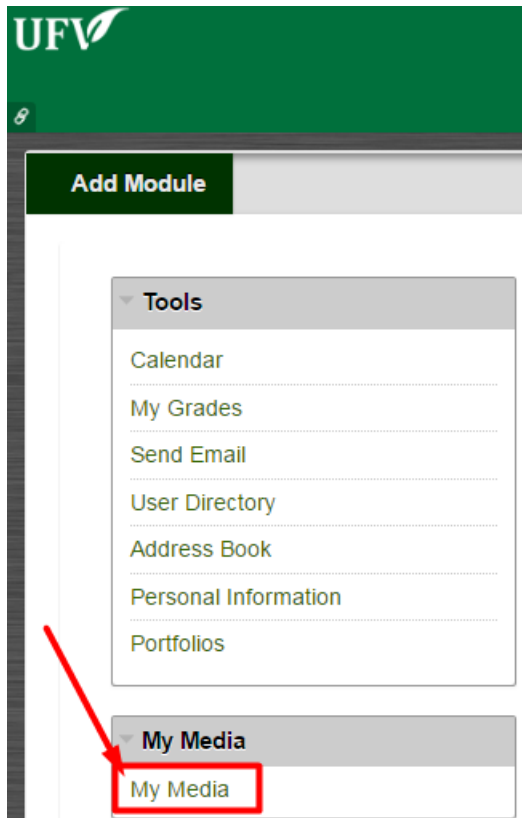 UFV
Add Module
Tools
Calendar
My Grades
Send Email
User Directory
Address Book
Personal Information
Portfolios
My Media
My Media